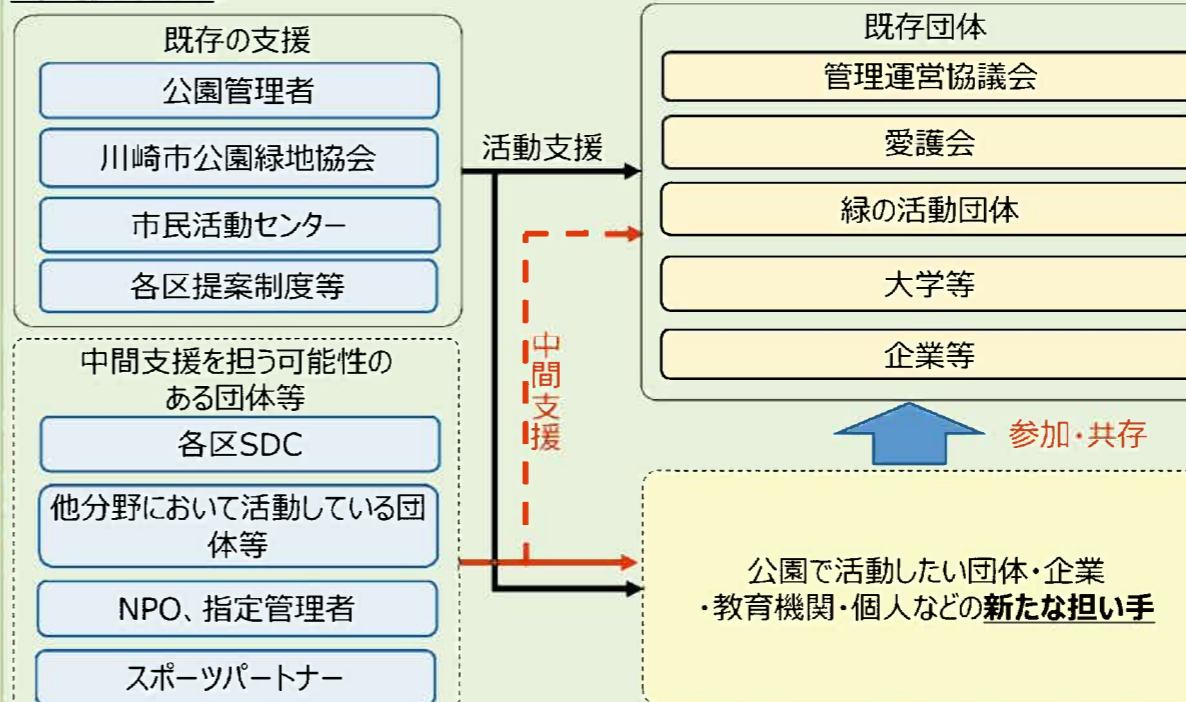 既存の支援
公園管理者
川崎市公園緑地協会
市民活動センター
各区提案制度等
中間支援を担う可能性の
ある団体等
各区SDC
他分野において活動している団
体等
NPO、指定管理者
スポーツパートナー
活動支援
中間支援
既存団体
管理運営協議会
愛護会
緑の活動団体
大学等
企業等
参加・共存
公園で活動したい団体・企業
・教育機関・個人などの新たな担い手